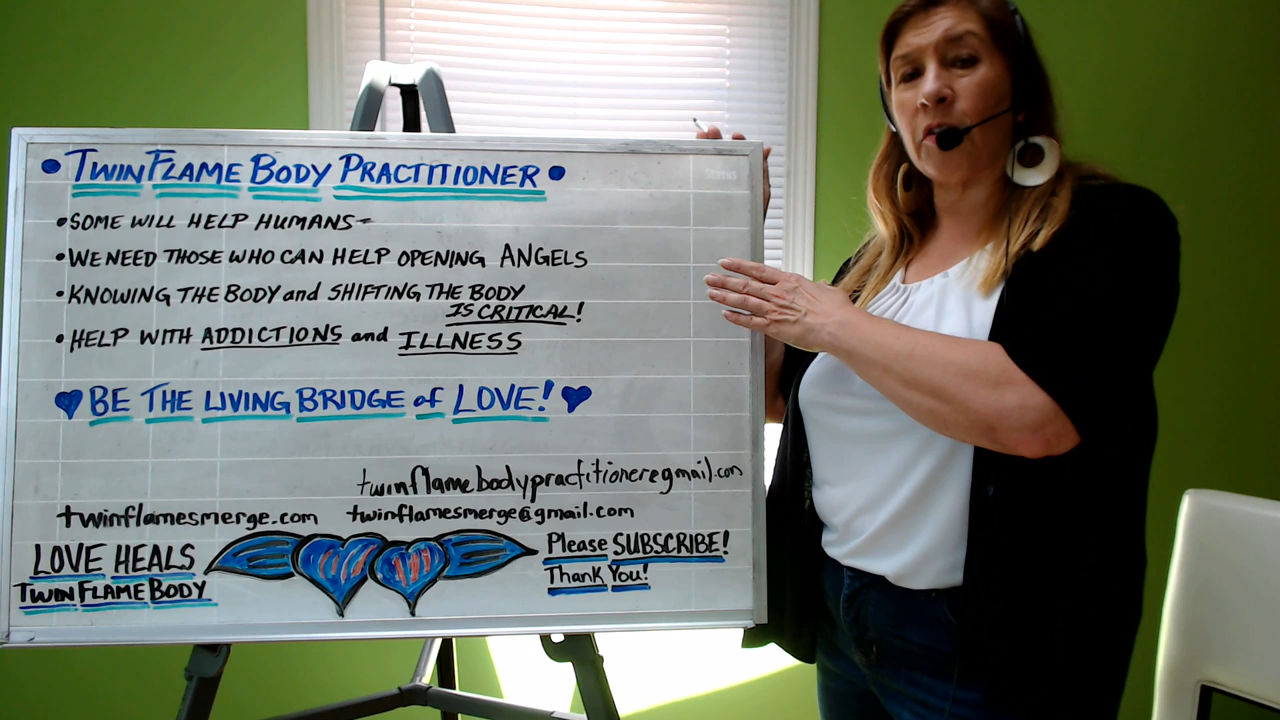 • TWIN FLAME BODY PRACTITIONER •
• SOME WILL HELP HUMANS -
• WE NEED THOSE WHO CAN HELP OPENING ANGELS
• KNOWING THE BODY and SHIFTING THE BODY
IS CRITICAL!
• HELP WITH ADDICTIONS and ILLNESS
♥ BE THE LIVING BRIDGE of LOVE! ♥
twinflamebodypractitioner@gmail.com
twinflamesmerge.com twinflamesmerge@gmail.com
LOVE HEALS
TWIN FLAME BODY
Please SUBSCRIBE!
Thank You!